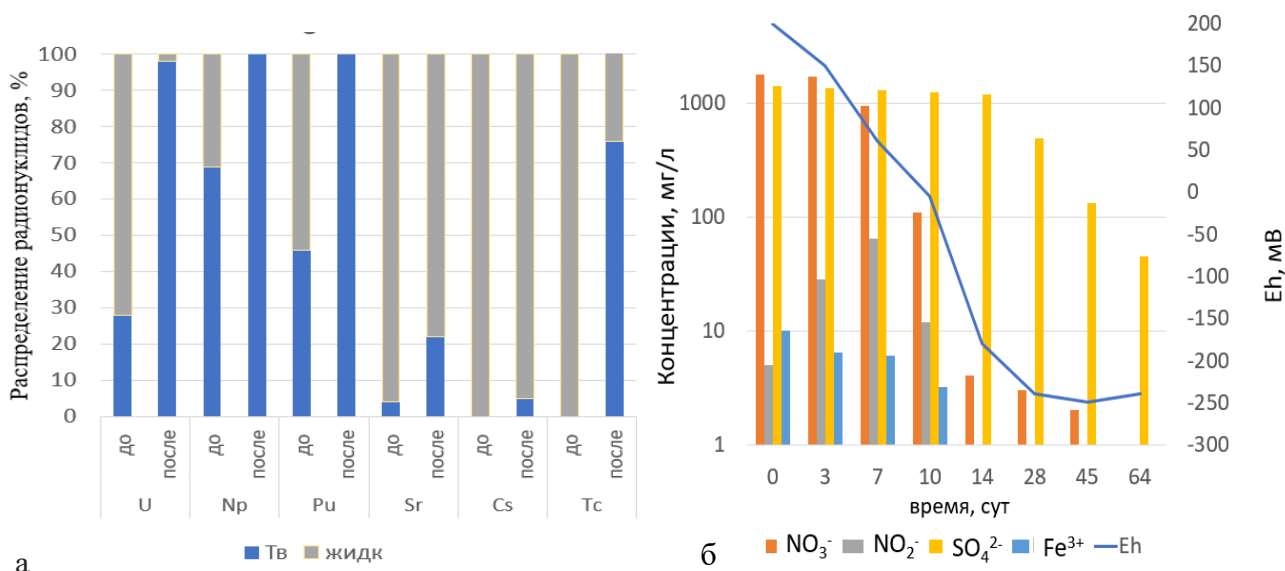 Распределение радионуклидов, %
100
90
80
70
60
50
40
30
20
10
0
до после до после до после до после до после до после
U Np Pu Sr Cs Tc
Тв жидк
а
Концентрации, мг/л
1000
100
10
1
200
150
100
50
0
-50
-100
-150
-200
-250
-300
Eh, мВ
0 3 7 10 14 28 45 64
время, сут
NO₃⁻ NO₂⁻ SO₄²⁻ Fe³⁺ Eh
б